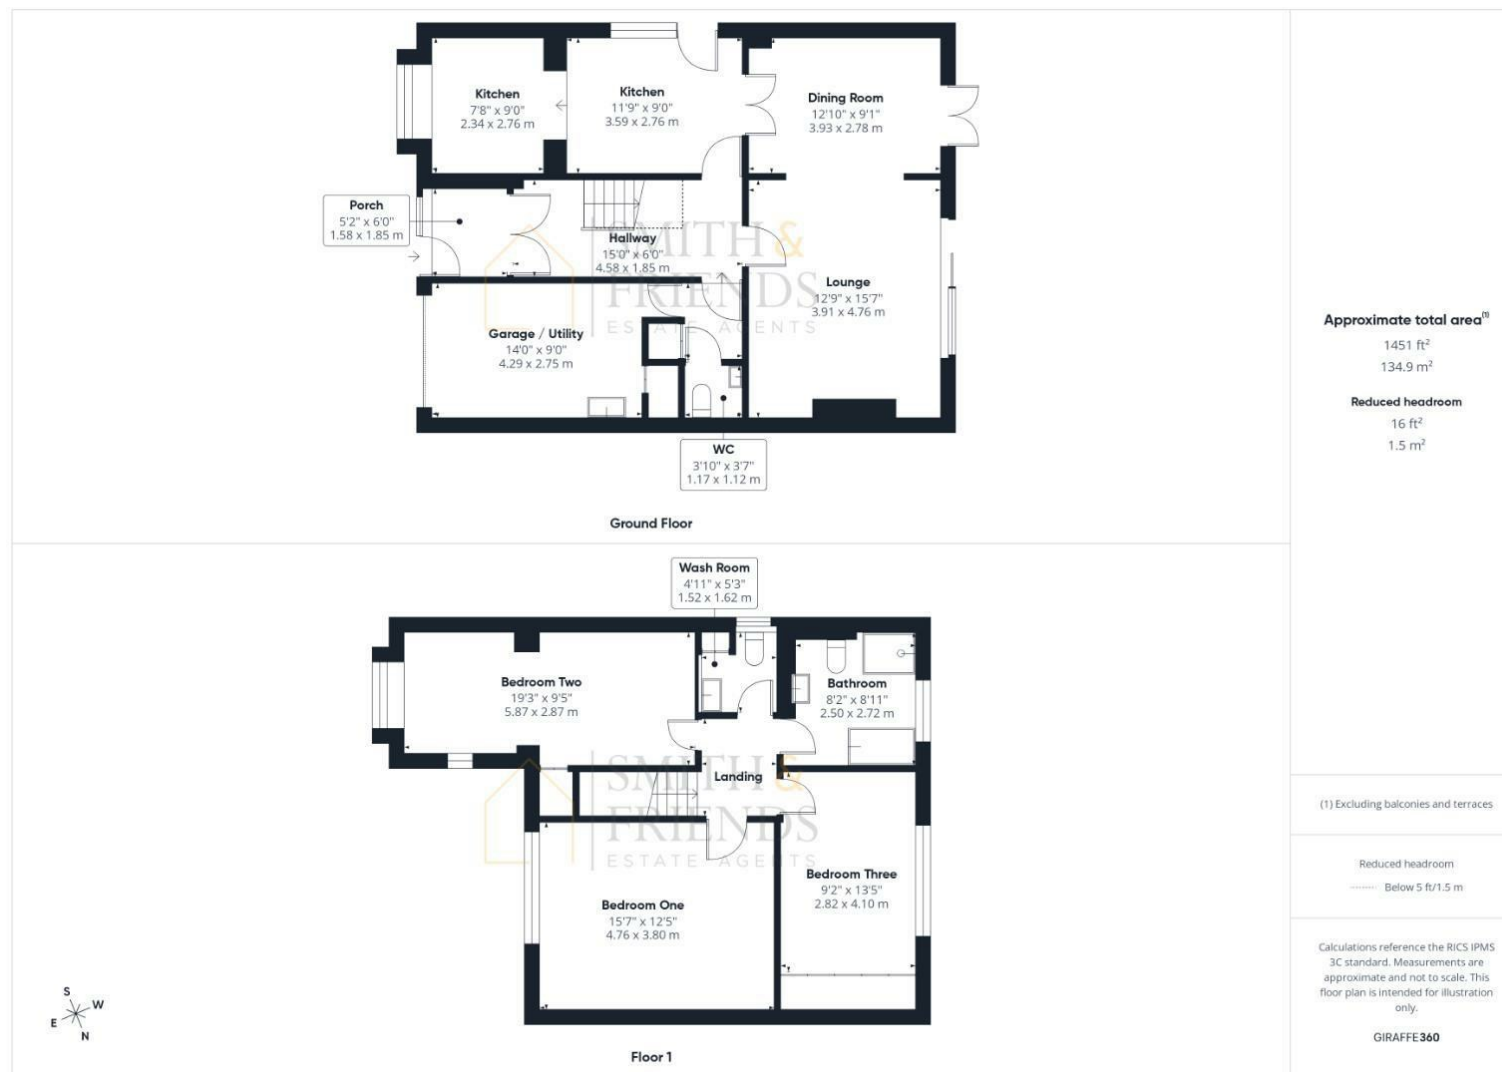 Kitchen
7'8" x 9'0"
2.34 x 2.76 m
Kitchen
11'9" x 9'0"
3.59 x 2.76 m
Dining Room
12'10" x 9'1"
3.93 x 2.78 m
Porch
5'2" x 6'0"
1.58 x 1.85 m
Hallway
15'0" x 6'0"
4.58 x 1.85 m
SMITH &
FRIENDS
ESTATE AGENTS
Lounge
12'9" x 15'7"
3.91 x 4.76 m
Garage / Utility
14'0" x 9'0"
4.29 x 2.75 m
WC
3'10" x 3'7"
1.17 x 1.12 m
Ground Floor
Wash Room
4'11" x 5'3"
1.52 x 1.62 m
Bedroom Two
19'3" x 9'5"
5.87 x 2.87 m
Bathroom
8'2" x 8'11"
2.50 x 2.72 m
Landing
SMITH &
FRIENDS
ESTATE AGENTS
Bedroom Three
9'2" x 13'5"
2.82 x 4.10 m
Bedroom One
15'7" x 12'5"
4.76 x 3.80 m
S
W
E
N
Floor 1
Approximate total area(1)
1451 ft²
134.9 m²
Reduced headroom
16 ft²
1.5 m²
(1) Excluding balconies and terraces
Reduced headroom
Below 5 ft/1.5 m
Calculations reference the RICS IPMS
3C standard. Measurements are
approximate and not to scale. This
floor plan is intended for illustration
only.
GIRAFFE360